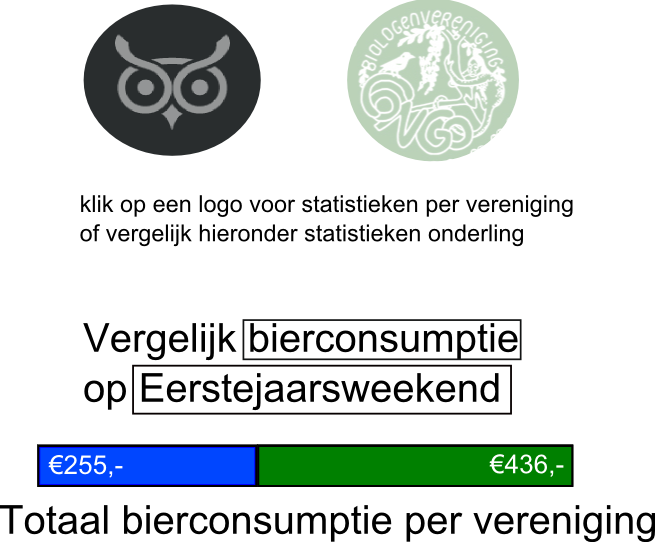 BIOLOGENVERENIGING
ONGO
klik op een logo voor statistieken per vereniging
of vergelijk hieronder statistieken onderling
Vergelijk bierconsumptie
op Eerstejaarsweekend
€255,- €436,-
Totaal bierconsumptie per vereniging